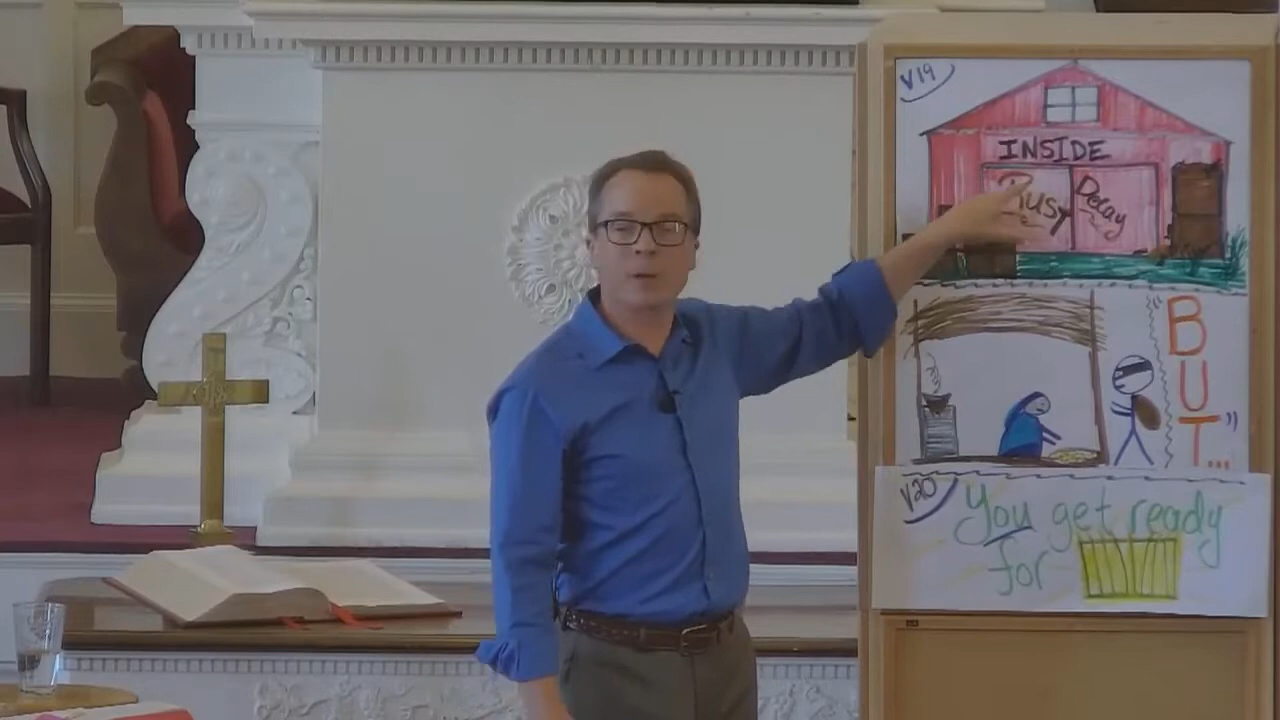 V19
INSIDE
Rust Decay
"BUT"...
V20
You get ready
for